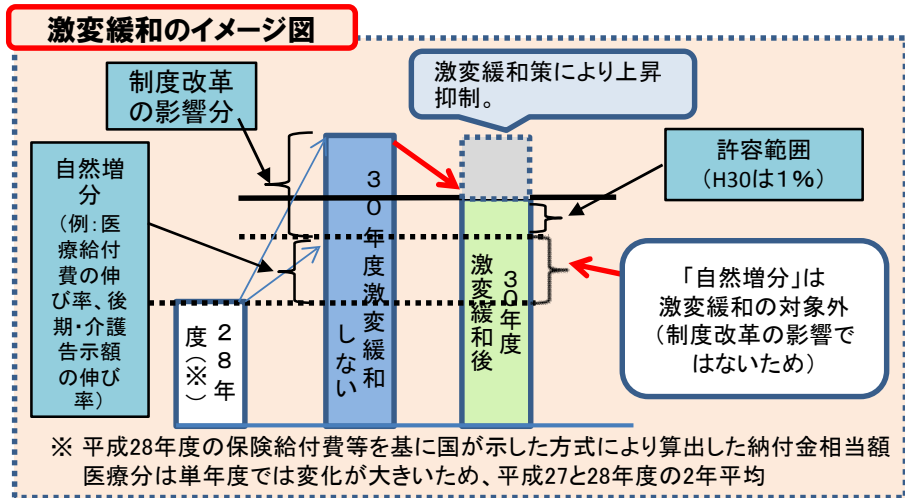 激変緩和のイメージ図
制度改革
の影響分
激変緩和策により上昇
抑制。
許容範囲
（H30は１％）
自然増
分
（例：医
療給付
費の伸
び率、後
期・介護
告示額
の伸び
率）
２８年
度（※）
３０年度激変緩和
しない
３０年度
激変緩和後
「自然増分」は
激変緩和の対象外
（制度改革の影響で
はないため）
※ 平成28年度の保険給付費等を基に国が示した方式により算出した納付金相当額
医療分は単年度では変化が大きいため、平成27と28年度の2年平均